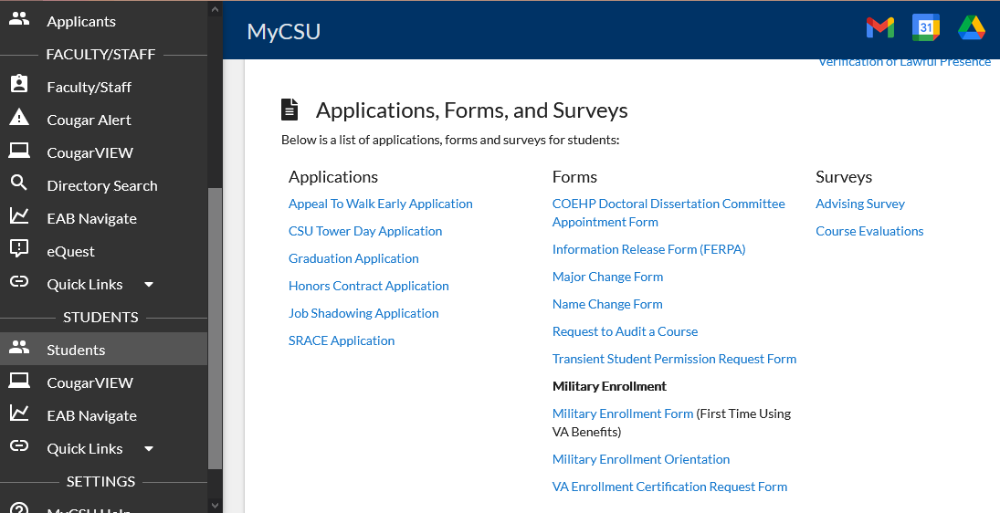 Applicants
FACULTY/STAFF
Faculty/Staff
Cougar Alert
CougarVIEW
Directory Search
EAB Navigate
eQuest
Quick Links
STUDENTS
Students
CougarVIEW
EAB Navigate
Quick Links
SETTINGS
MyCSU Help
MyCSU
31
Verification of Lawful Presence
Applications, Forms, and Surveys
Below is a list of applications, forms and surveys for students:
Applications
Appeal To Walk Early Application
CSU Tower Day Application
Graduation Application
Honors Contract Application
Job Shadowing Application
SRACE Application
Forms
COEHP Doctoral Dissertation Committee
Appointment Form
Information Release Form (FERPA)
Major Change Form
Name Change Form
Request to Audit a Course
Transient Student Permission Request Form
Military Enrollment
Military Enrollment Form (First Time Using
VA Benefits)
Military Enrollment Orientation
VA Enrollment Certification Request Form
Surveys
Advising Survey
Course Evaluations